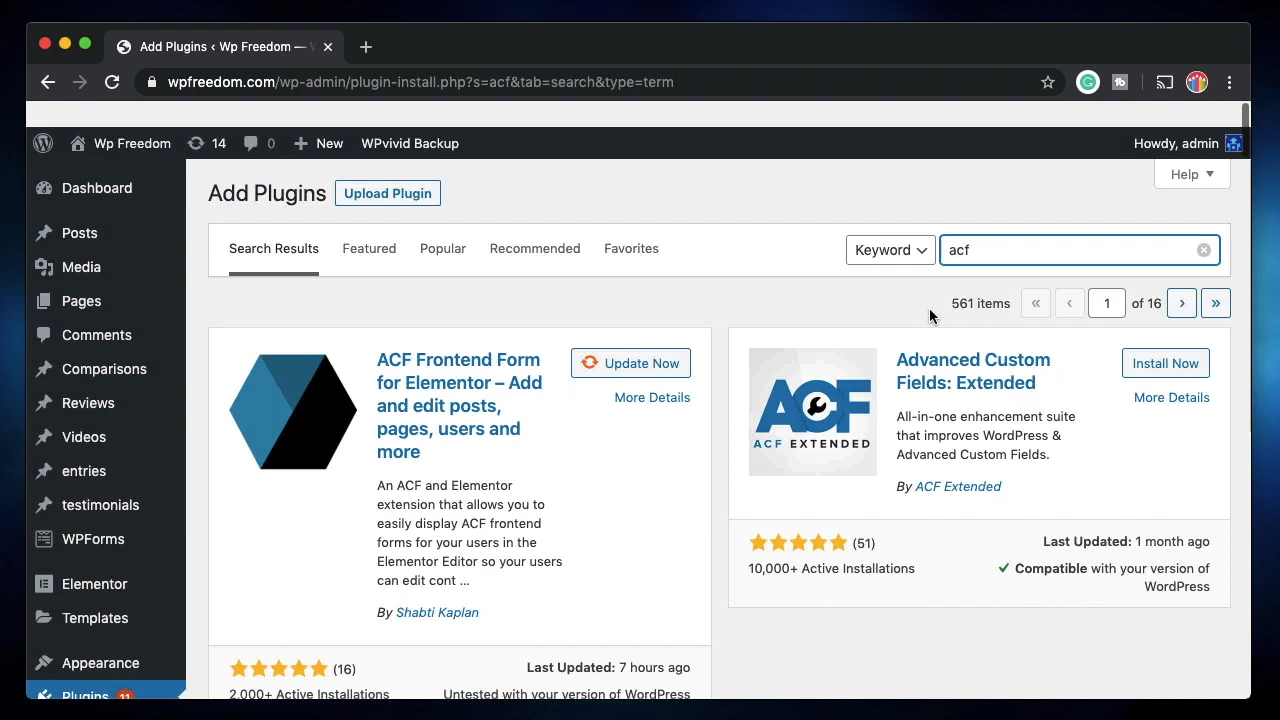 Add Plugins ‹ Wp Freedom —
wpfreedom.com/wp-admin/plugin-install.php?s=acf&tab=search&type=term
Wp Freedom
14
0
New
WPvivid Backup
Howdy, admin
Dashboard
Posts
Media
Pages
Comments
Comparisons
Reviews
Videos
entries
testimonials
WPForms
Elementor
Templates
Appearance
Plugins 11
Help
Add Plugins
Upload Plugin
Search Results
Featured
Popular
Recommended
Favorites
Keyword
acf
561 items
«
‹
1
of 16
›
»
ACF Frontend Form
for Elementor – Add
and edit posts,
pages, users and
more
Update Now
More Details
An ACF and Elementor
extension that allows you to
easily display ACF frontend
forms for your users in the
Elementor Editor so your users
can edit cont ...
By Shabti Kaplan
(16)
2,000+ Active Installations
Last Updated: 7 hours ago
Untested with your version of WordPress
ACF
ACF EXTENDED
Advanced Custom
Fields: Extended
Install Now
More Details
All-in-one enhancement suite
that improves WordPress &
Advanced Custom Fields.
By ACF Extended
(51)
10,000+ Active Installations
Last Updated: 1 month ago
Compatible with your version of
WordPress